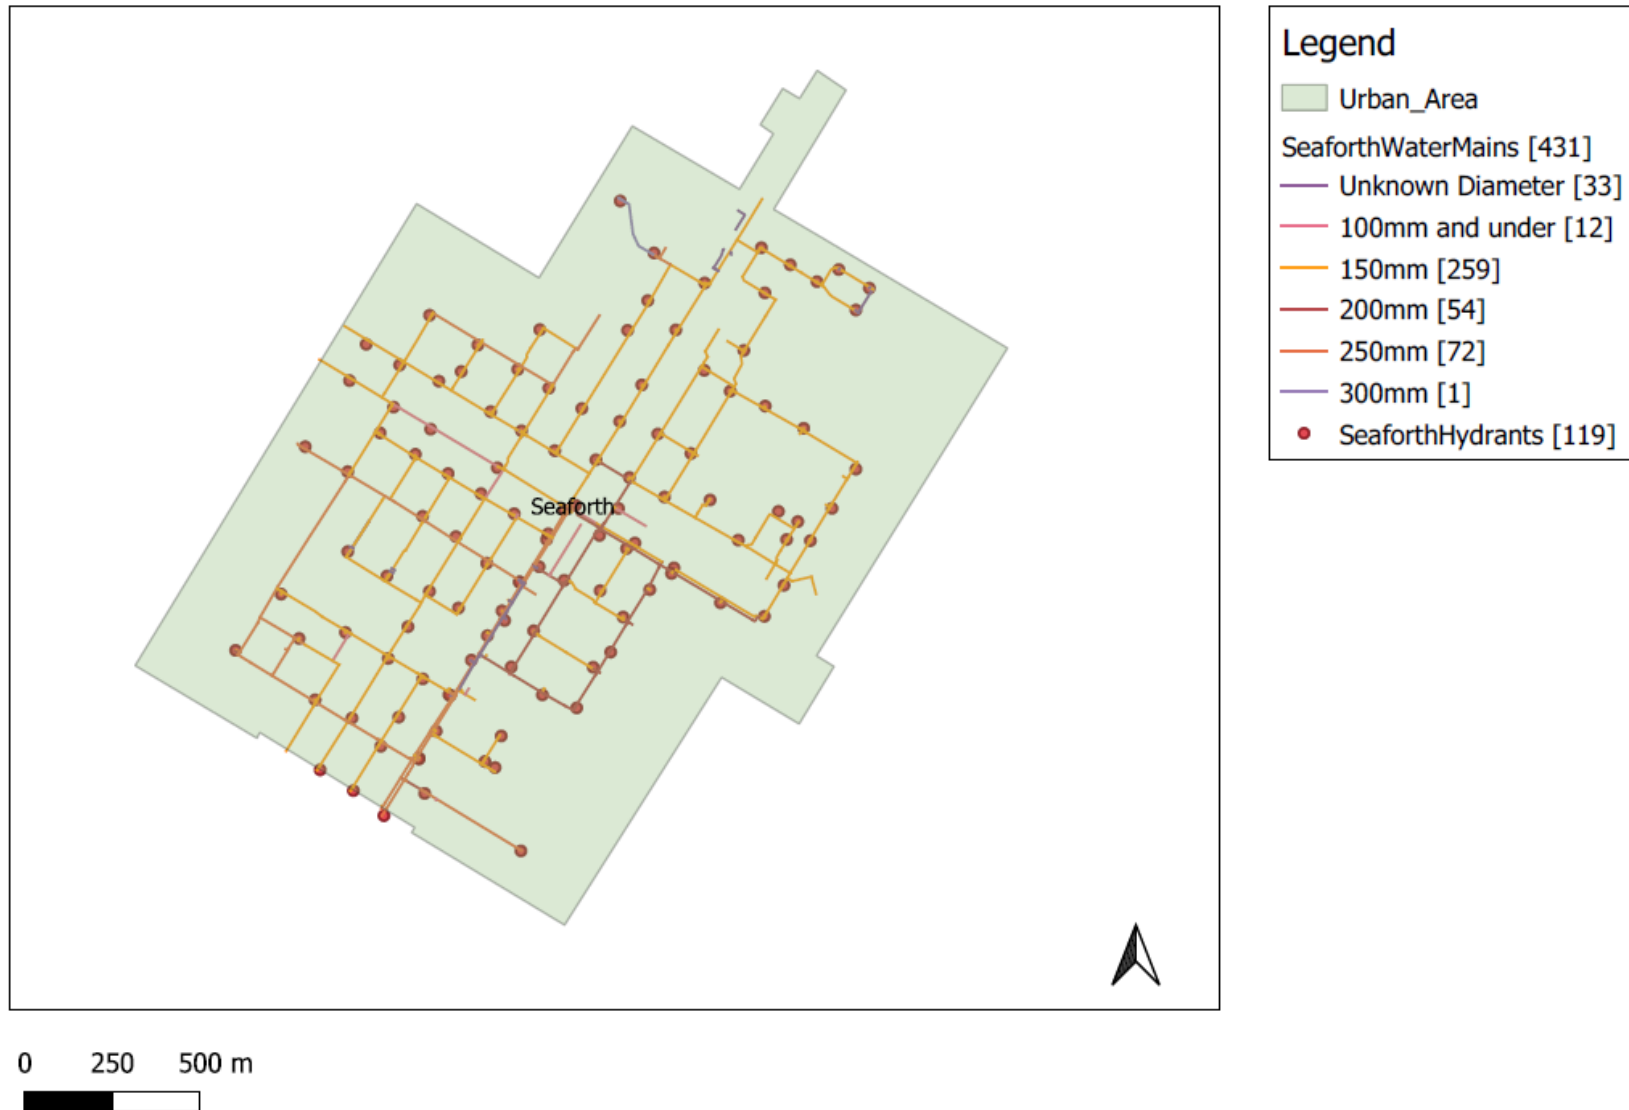 Legend
Urban_Area
SeaforthWaterMains [431]
Unknown Diameter [33]
100mm and under [12]
150mm [259]
200mm [54]
250mm [72]
300mm [1]
SeaforthHydrants [119]
Seaforth
0 250 500 m